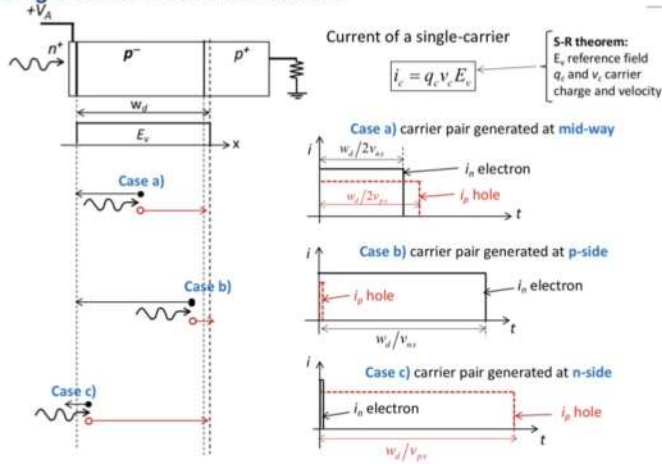 +V_A
n⁺
p⁻
p⁺
w_d
E_v
x
Current of a single-carrier
i_c = q_c v_c E_v
S-R theorem:
E_v reference field
q_c and v_c carrier
charge and velocity
Case a)
Case b)
Case c)
Case a) carrier pair generated at mid-way
i
w_d/2v_ns
i_n electron
w_d/2v_ps
i_p hole
t
Case b) carrier pair generated at p-side
i
i_n electron
i_p hole
w_d/v_ns
t
Case c) carrier pair generated at n-side
i
i_n electron
i_p hole
t
w_d/v_ps